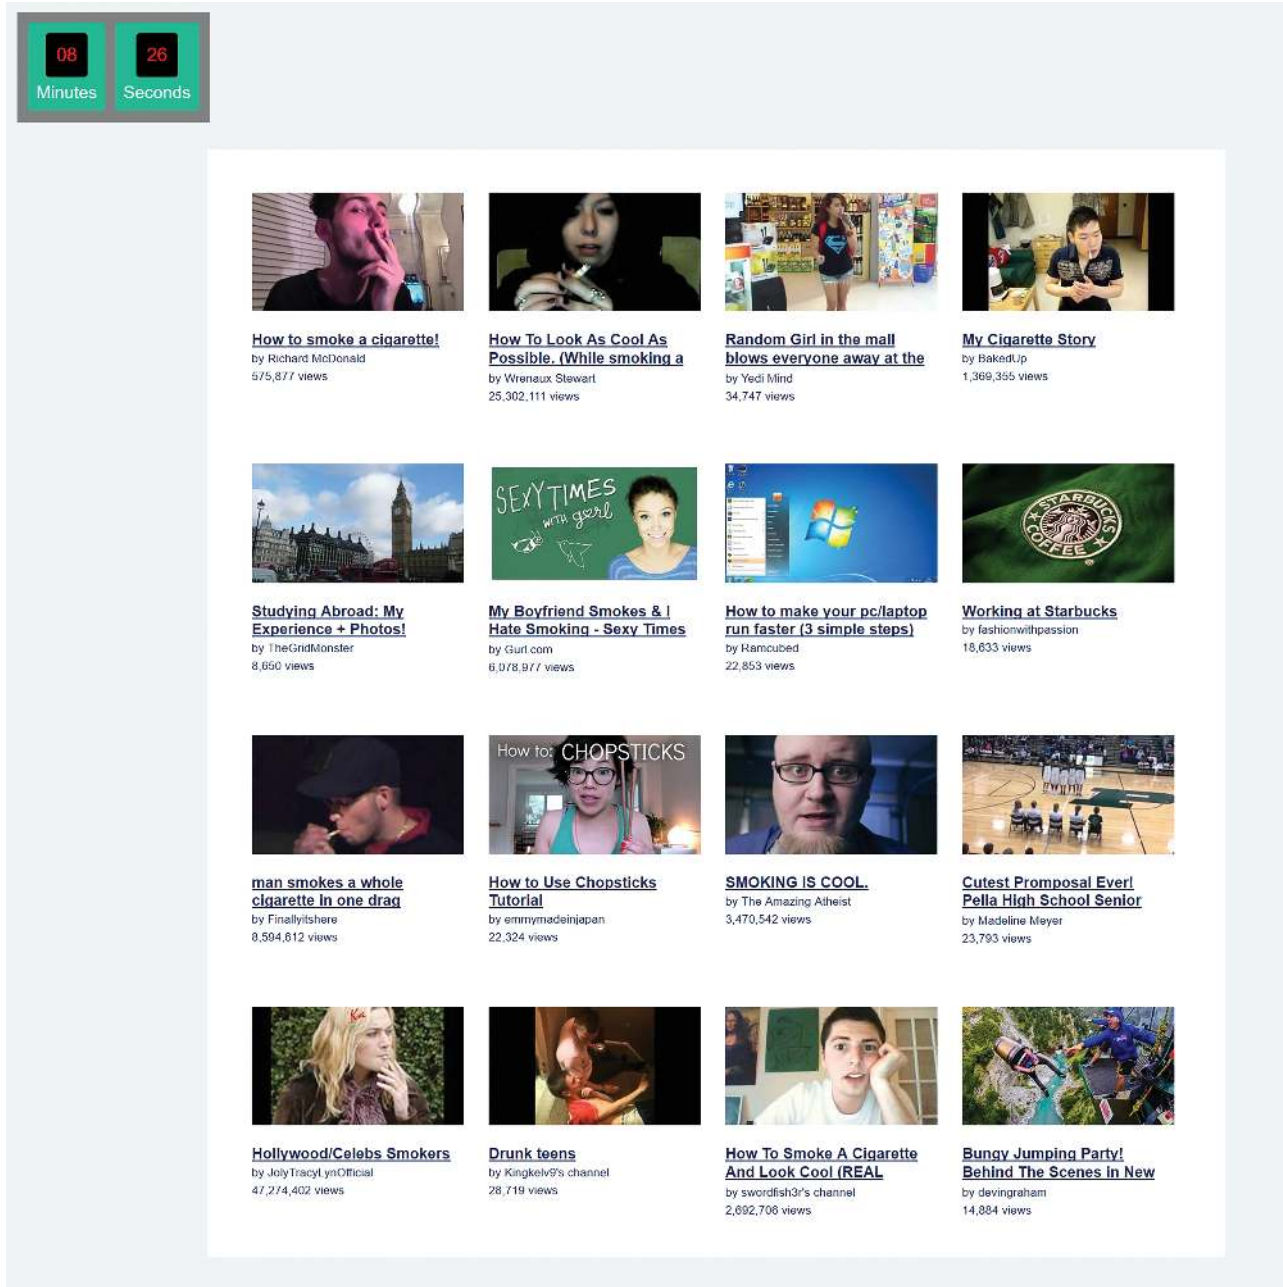 08
26
Minutes
Seconds
How to smoke a cigarette!
by Richard McDonald
575,877 views
How To Look As Cool As
Possible. (While smoking a
by Wrenaux Stewart
25,302,111 views
Random Girl in the mall
blows everyone away at the
by Yedi Mind
34,747 views
My Cigarette Story
by BakedUp
1,369,355 views
SEXY TIMES
WITH gurl
STARBUCKS
COFFEE
Studying Abroad: My
Experience + Photos!
by TheGridMonster
8,650 views
My Boyfriend Smokes & I
Hate Smoking - Sexy Times
by Gurl.com
6,078,977 views
How to make your pc/laptop
run faster (3 simple steps)
by Ramcubed
22,853 views
Working at Starbucks
by fashionwithpassion
18,633 views
How to: CHOPSTICKS
man smokes a whole
cigarette in one drag
by Finallyitshere
8,594,612 views
How to Use Chopsticks
Tutorial
by emmymadeinjapan
22,324 views
SMOKING IS COOL.
by The Amazing Atheist
3,470,542 views
Cutest Promposal Ever!
Pella High School Senior
by Madeline Meyer
23,793 views
Hollywood/Celebs Smokers
by JolyTracyLynOfficial
47,274,402 views
Drunk teens
by Kingkelv9's channel
28,719 views
How To Smoke A Cigarette
And Look Cool (REAL
by swordfish3r's channel
2,692,706 views
Bungy Jumping Party!
Behind The Scenes in New
by devingraham
14,884 views